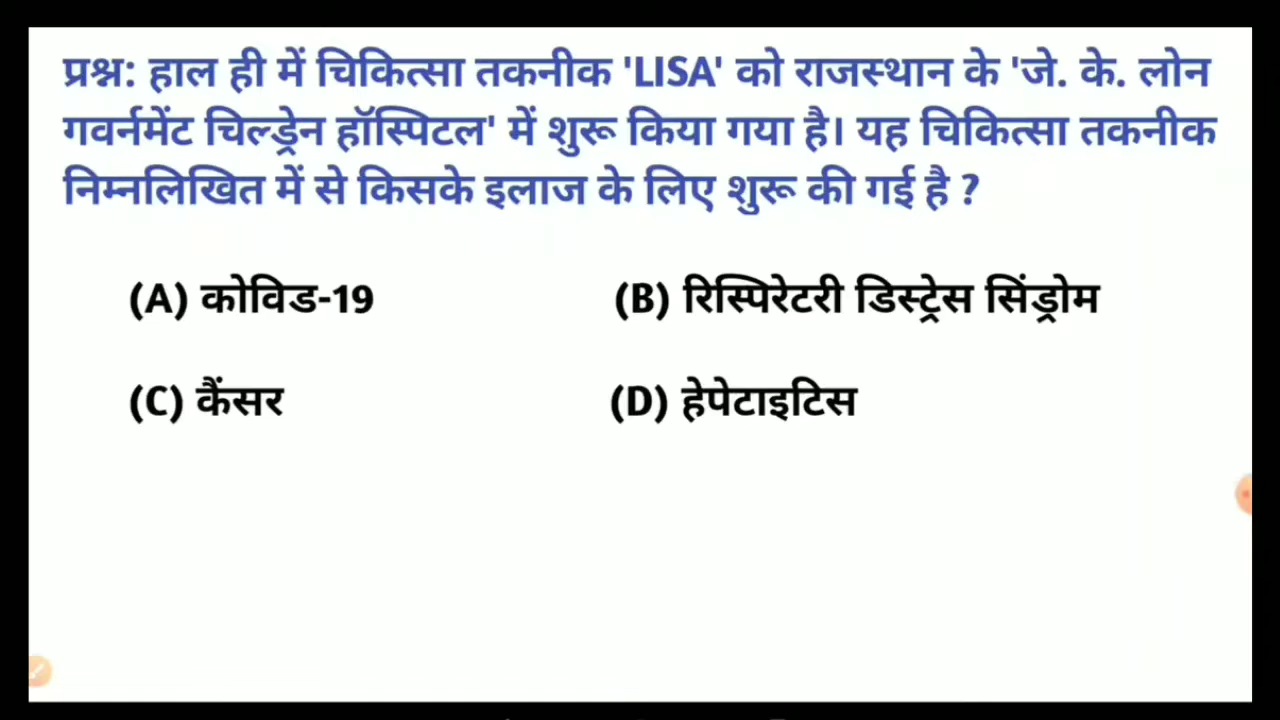 प्रश्न: हाल ही में चिकित्सा तकनीक 'LISA' को राजस्थान के 'जे. के. लोन
गवर्नमेंट चिल्ड्रेन हॉस्पिटल' में शुरू किया गया है। यह चिकित्सा तकनीक
निम्नलिखित में से किसके इलाज के लिए शुरू की गई है ?
(A) कोविड-19 (B) रिस्पिरेटरी डिस्ट्रेस सिंड्रोम
(C) कैंसर (D) हेपेटाइटिस